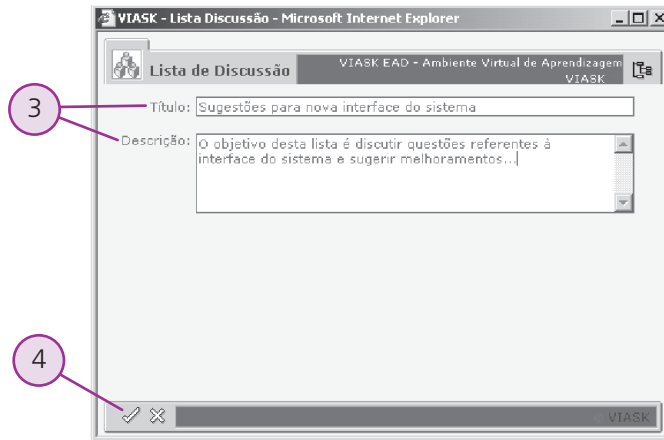 VIASK - Lista Discussão - Microsoft Internet Explorer
Lista de Discussão
VIASK EAD - Ambiente Virtual de Aprendizagem
VIASK
3
Título: Sugestões para nova interface do sistema
Descrição: O objetivo desta lista é discutir questões referentes à
interface do sistema e sugerir melhoramentos...
4
VIASK